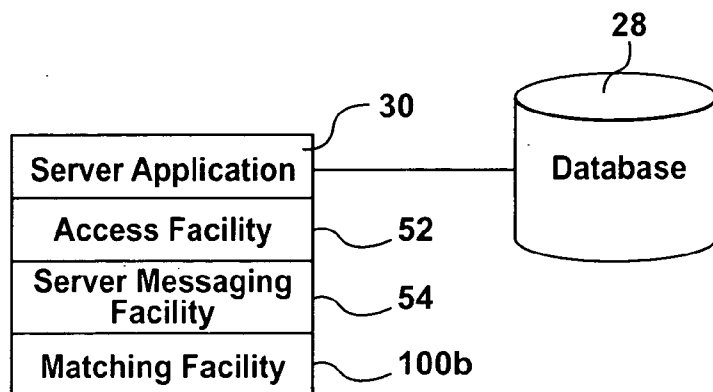 28
30
Server Application
Database
Access Facility
52
Server Messaging
Facility
54
Matching Facility
100b